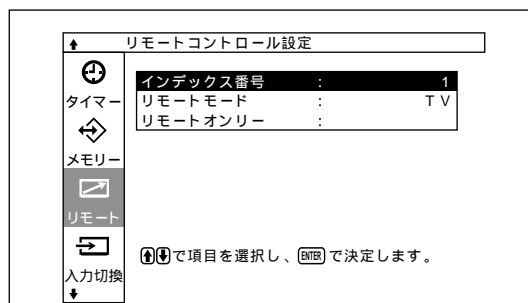 リモートコントロール設定
タイマー
メモリー
リモート
入力切換
インデックス番号 : 1
リモートモード : TV
リモートオンリー :
で項目を選択し、ENTERで決定します。